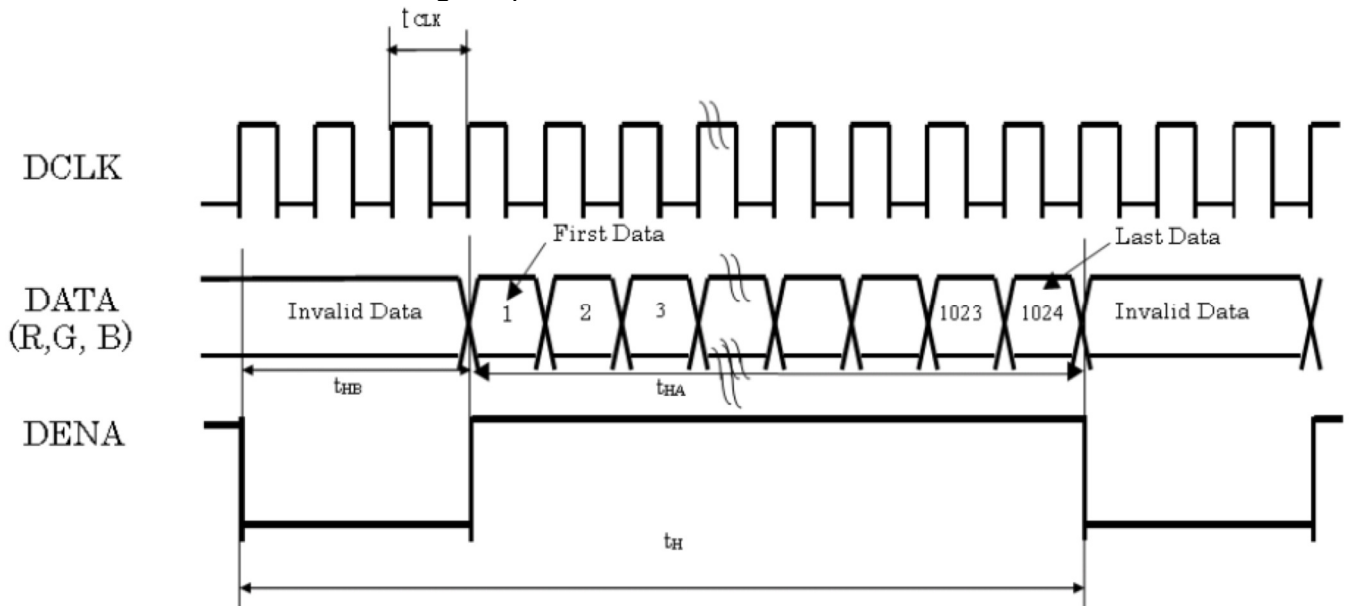 tCLK
DCLK
First Data
Last Data
DATA
(R,G, B)
Invalid Data
1
2
3
1023
1024
Invalid Data
tHB
tHA
DENA
tH